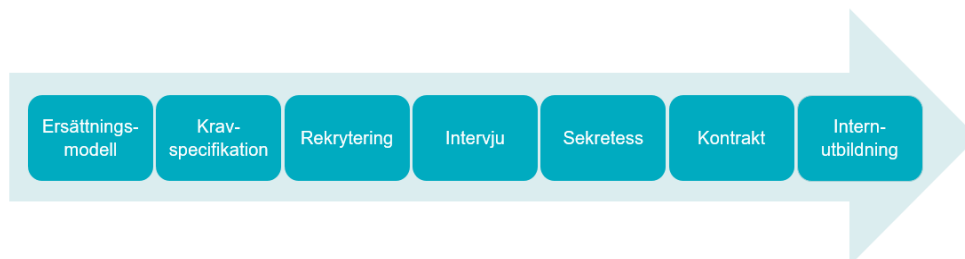 Ersättnings-
modell
Krav-
specifikation
Rekrytering
Intervju
Sekretess
Kontrakt
Intern-
utbildning